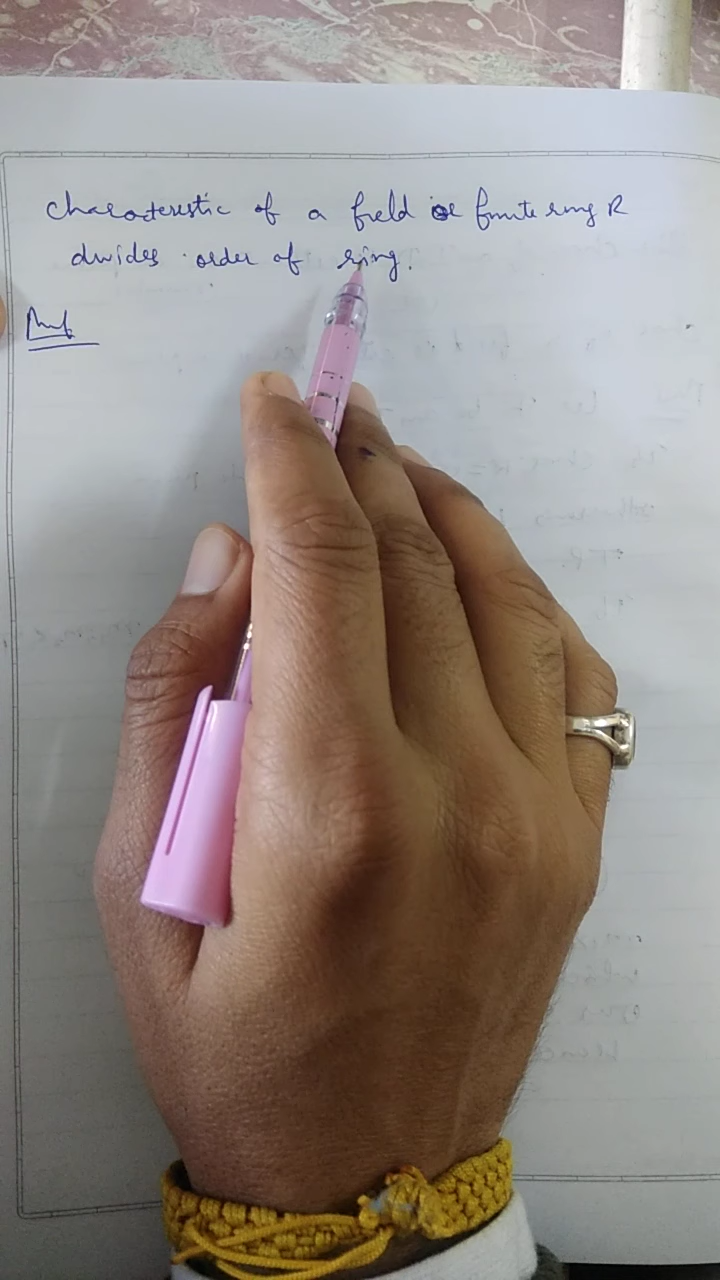 Characteristic of a field or finite ring R
divides order of ring.
Proof